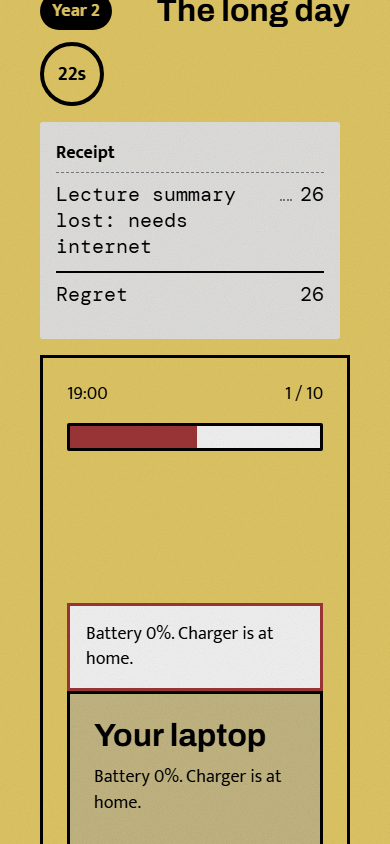 Year 2
The long day
22s
Receipt
Lecture summary .... 26
lost: needs
internet
Regret 26
19:00 1 / 10
Battery 0%. Charger is at
home.
Your laptop
Battery 0%. Charger is at
home.